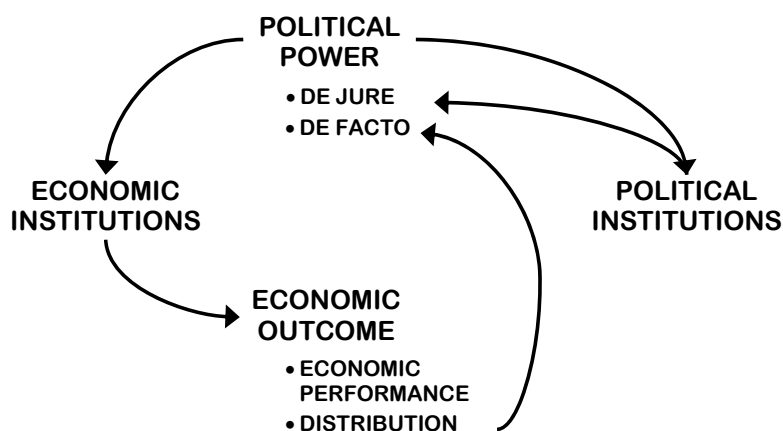 POLITICAL
POWER
• DE JURE
• DE FACTO
ECONOMIC
INSTITUTIONS
POLITICAL
INSTITUTIONS
ECONOMIC
OUTCOME
• ECONOMIC
PERFORMANCE
• DISTRIBUTION